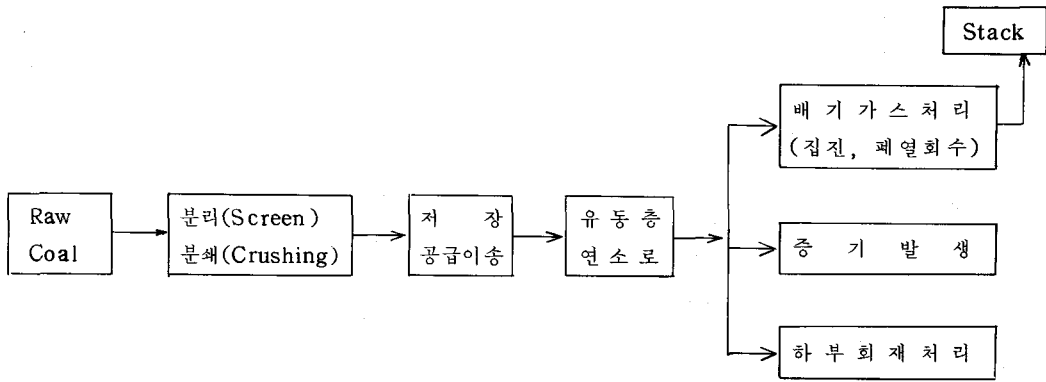 Stack
배기가스처리
(집진, 폐열회수)
Raw
Coal
분리(Screen)
분쇄(Crushing)
저 장
공급이송
유동층
연소로
증 기 발 생
하부회재처리